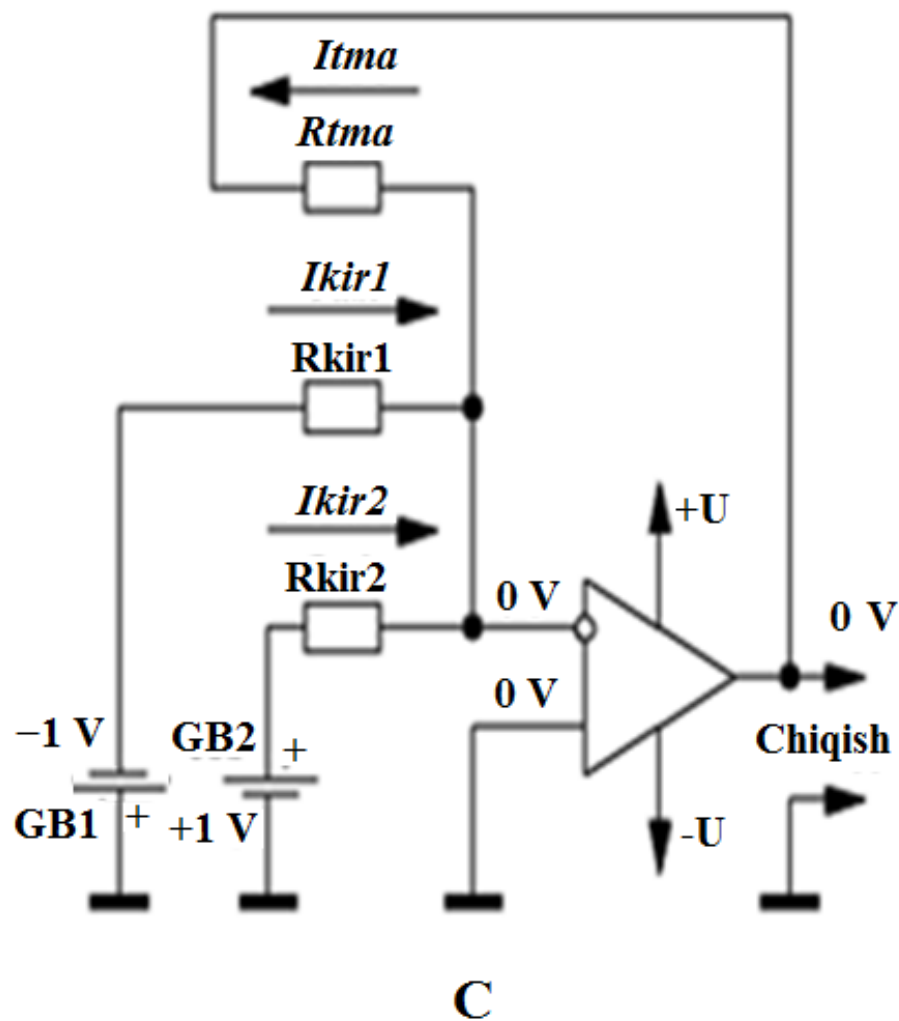 Itma
Rtma
Ikir1
Rkir1
Ikir2
Rkir2
0 V
+U
0 V
0 V
−1 V
GB2
+
Chiqish
GB1
+
+1 V
-U
C